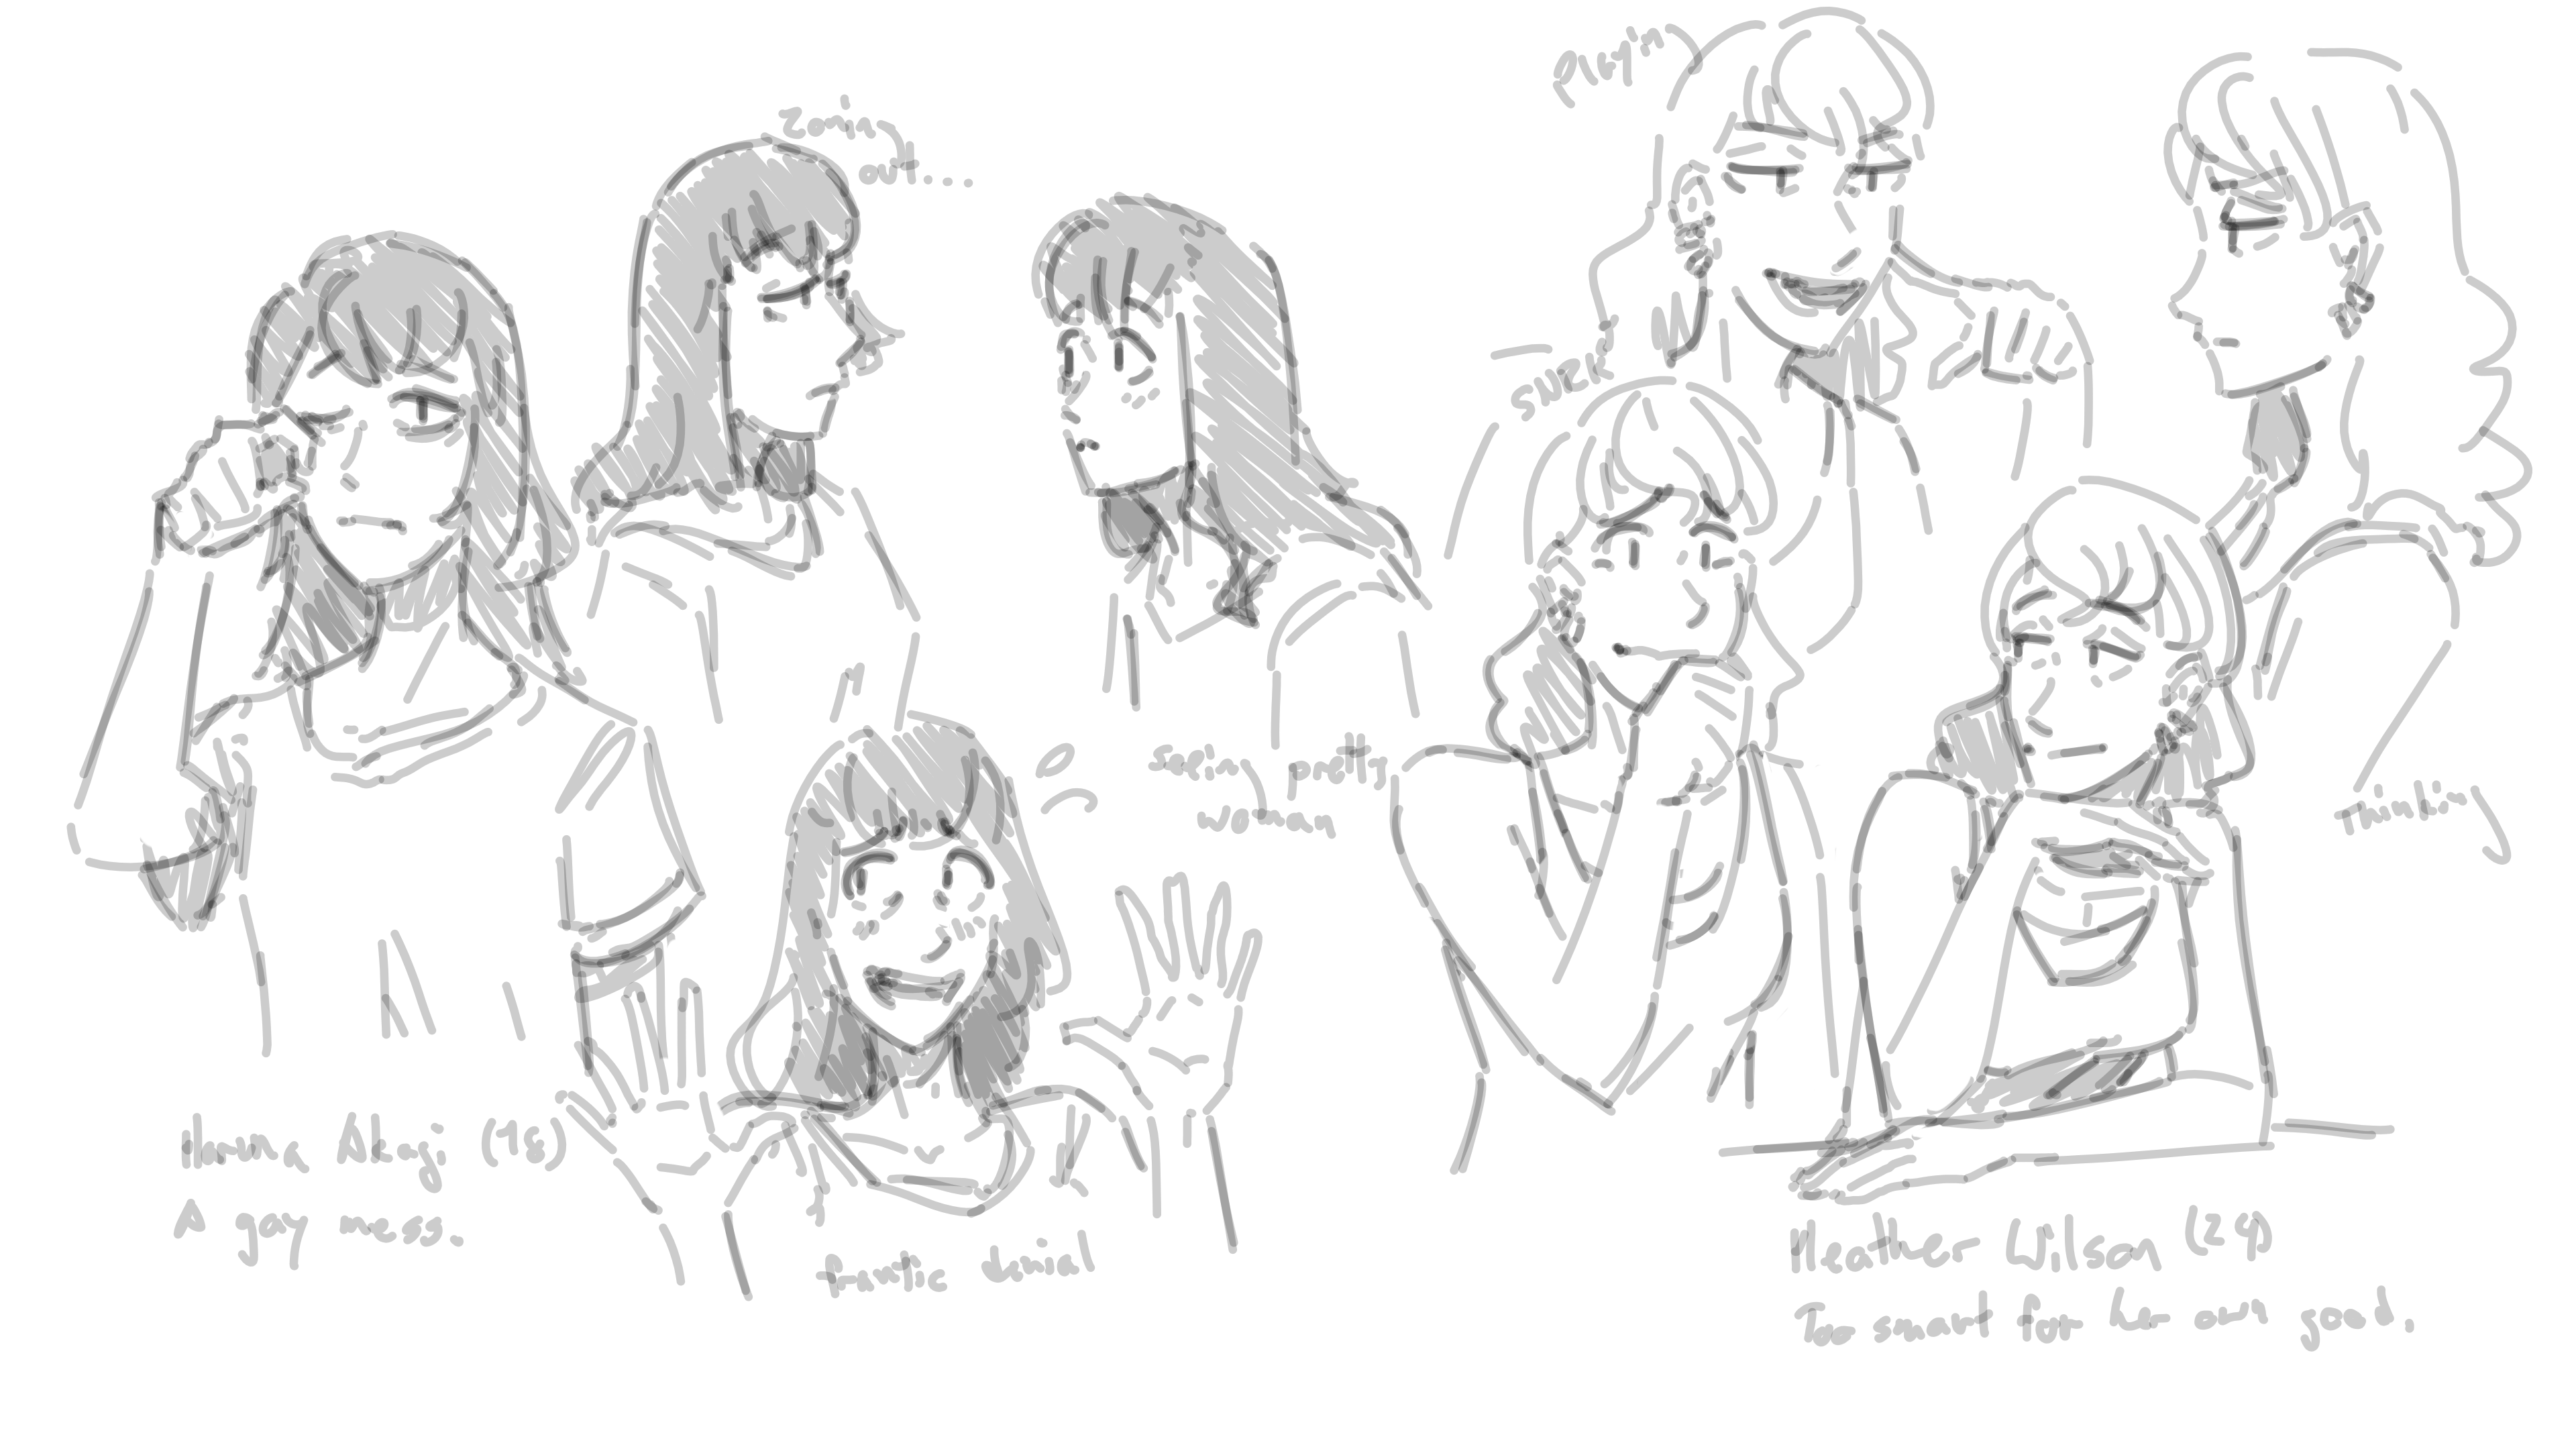 zoning
out....
seeing pretty
woman
frantic denial
Haruna Akagi (18)
A gay mess.
playin
SNRK
thinking
Heather Wilson (24)
Too smart for her own good.